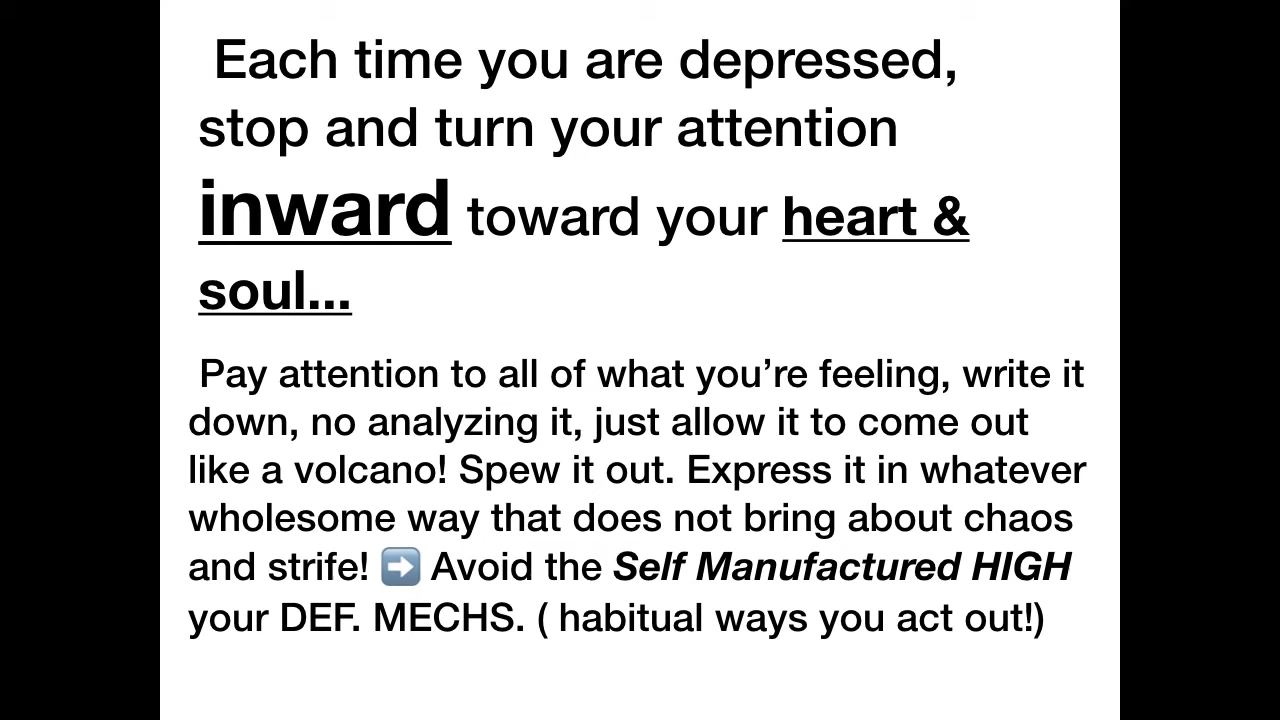 Each time you are depressed,
stop and turn your attention
inward toward your heart &
soul...
Pay attention to all of what you’re feeling, write it
down, no analyzing it, just allow it to come out
like a volcano! Spew it out. Express it in whatever
wholesome way that does not bring about chaos
and strife! ➡️ Avoid the Self Manufactured HIGH
your DEF. MECHS. ( habitual ways you act out!)